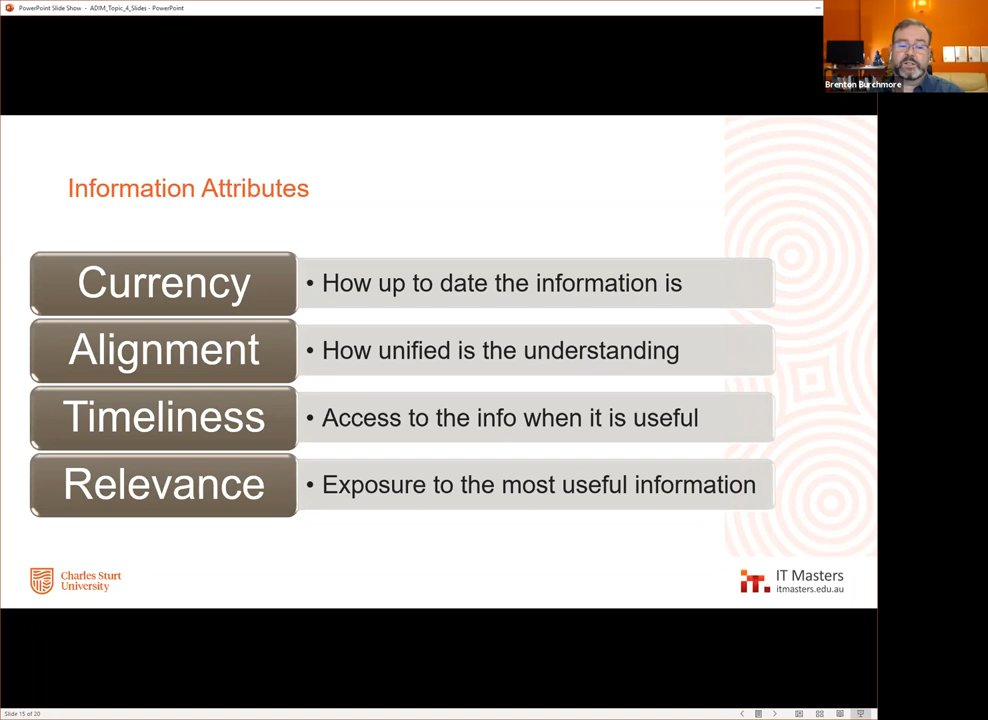 PowerPoint Slide Show - ADIM_Topic_4_Slides - PowerPoint
Brenton Burchmore
Information Attributes
Currency
• How up to date the information is
Alignment
• How unified is the understanding
Timeliness
• Access to the info when it is useful
Relevance
• Exposure to the most useful information
Charles Sturt
University
iT.
IT Masters
itmasters.edu.au
Slide 15 of 20